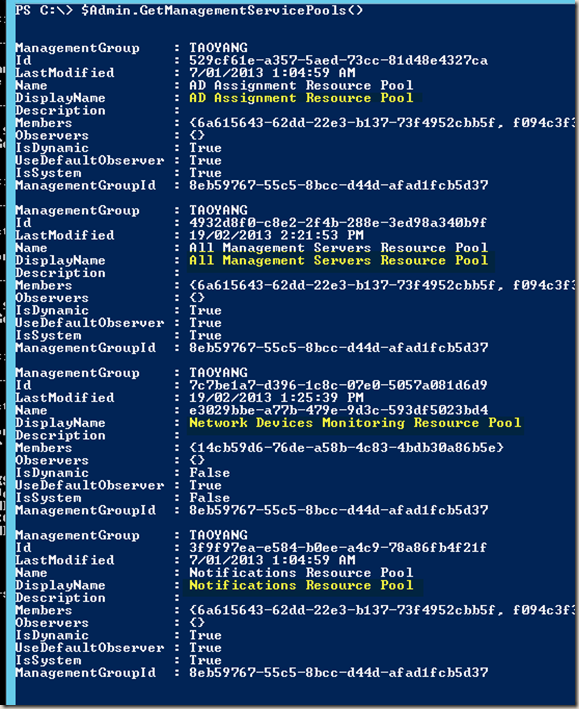 PS C:\> $Admin.GetManagementServicePools()
ManagementGroup : TAOYANG
Id : 529cf61e-a357-5aed-73cc-81d48e4327ca
LastModified : 7/01/2013 1:04:59 AM
Name : AD Assignment Resource Pool
DisplayName : AD Assignment Resource Pool
Description :
Members : {6a615643-62dd-22e3-b137-73f4952cbb5f, f094c3f3
Observers : {}
IsDynamic : True
UseDefaultObserver : True
IsSystem : True
ManagementGroupId : 8eb59767-55c5-8bcc-d44d-afad1fcb5d37
ManagementGroup : TAOYANG
Id : 4932d8f0-c8e2-2f4b-288e-3ed98a340b9f
LastModified : 19/02/2013 2:21:53 PM
Name : All Management Servers Resource Pool
DisplayName : All Management Servers Resource Pool
Description :
Members : {6a615643-62dd-22e3-b137-73f4952cbb5f, f094c3f3
Observers : {}
IsDynamic : True
UseDefaultObserver : True
IsSystem : True
ManagementGroupId : 8eb59767-55c5-8bcc-d44d-afad1fcb5d37
ManagementGroup : TAOYANG
Id : 7c7be1a7-d396-1c8c-07e0-5057a081d6d9
LastModified : 19/02/2013 1:25:39 PM
Name : e3029bbe-a77b-479e-9d3c-593df5023bd4
DisplayName : Network Devices Monitoring Resource Pool
Description :
Members : {14cb59d6-76de-a58b-4c83-4bdb30a86b5e}
Observers : {}
IsDynamic : False
UseDefaultObserver : True
IsSystem : False
ManagementGroupId : 8eb59767-55c5-8bcc-d44d-afad1fcb5d37
ManagementGroup : TAOYANG
Id : 3f9f97ea-e584-b0ee-a4c9-78a86fb4f21f
LastModified : 7/01/2013 1:04:59 AM
Name : Notifications Resource Pool
DisplayName : Notifications Resource Pool
Description :
Members : {6a615643-62dd-22e3-b137-73f4952cbb5f, f094c3f3
Observers : {}
IsDynamic : True
UseDefaultObserver : True
IsSystem : True
ManagementGroupId : 8eb59767-55c5-8bcc-d44d-afad1fcb5d37